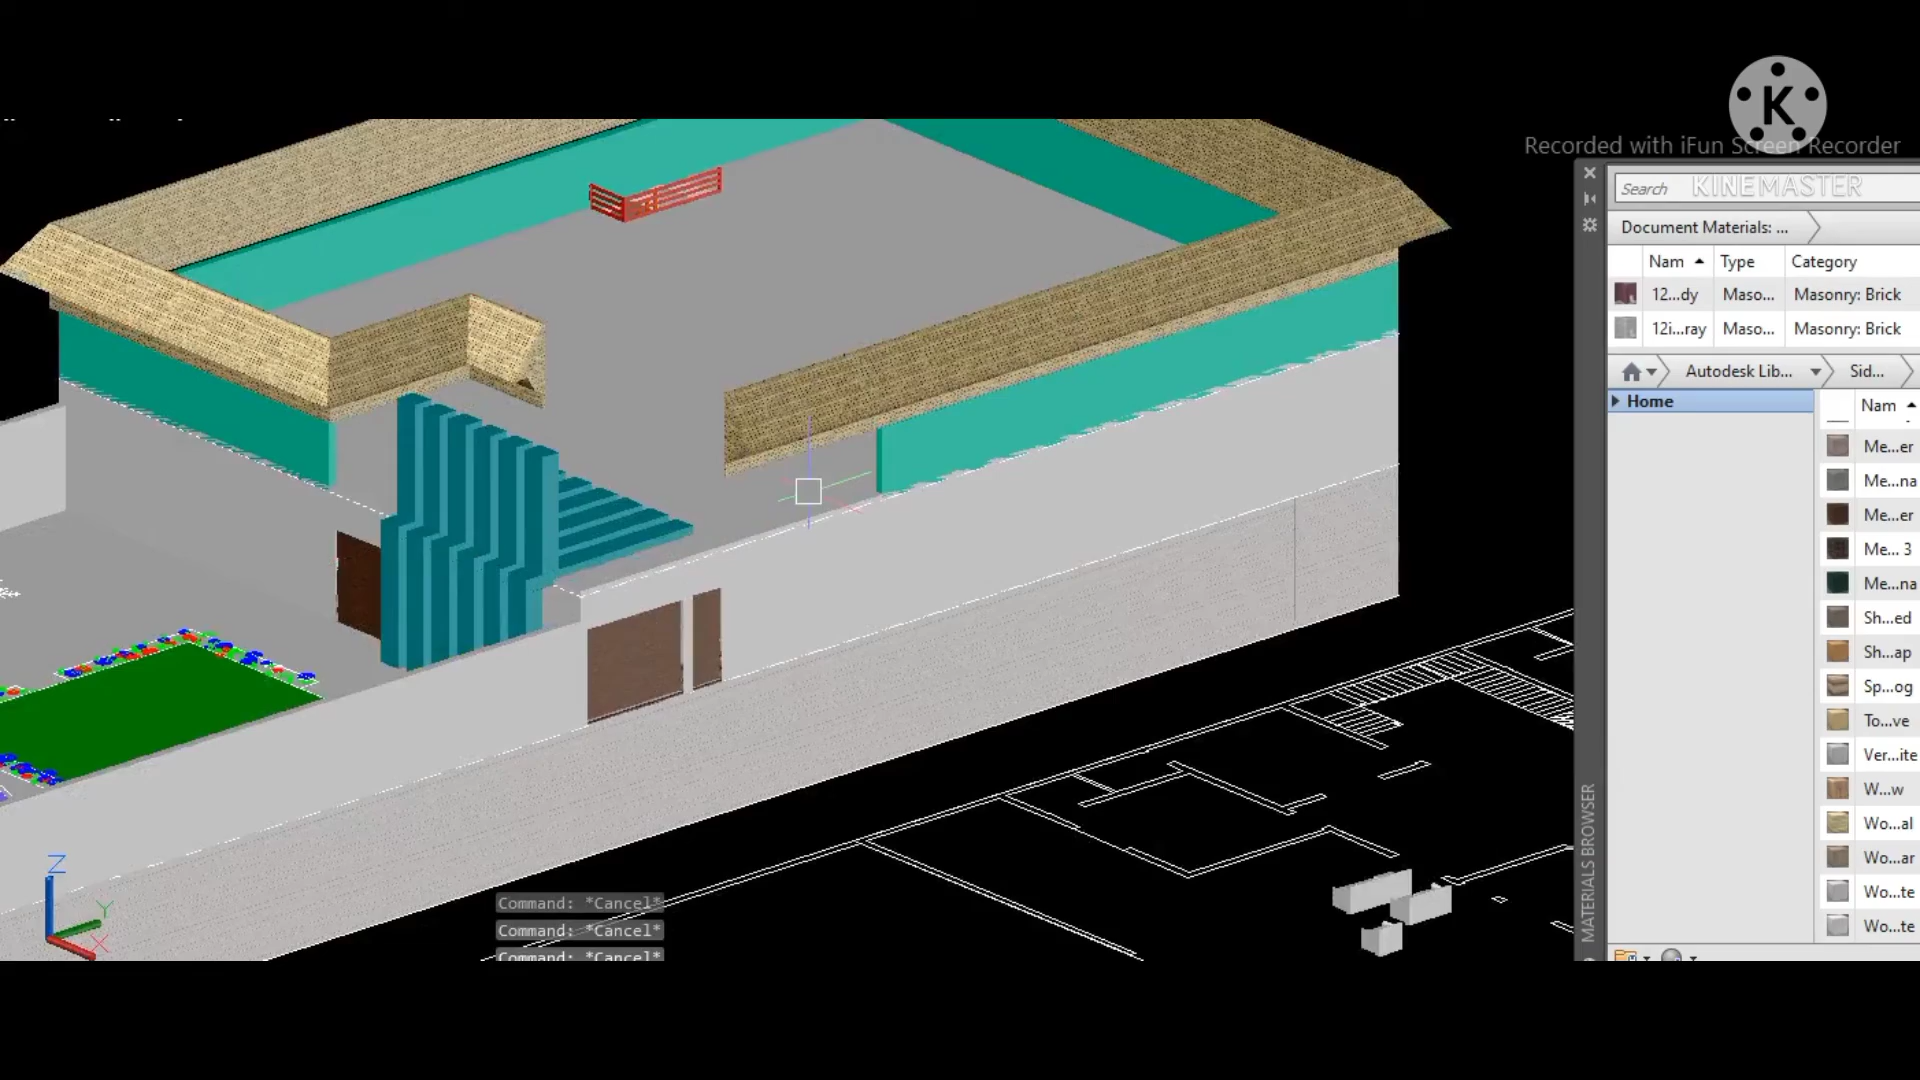 K
Recorded with iFun Screen Recorder
KINEMASTER
Search
Document Materials: ...
Nam Type Category
12...dy Maso... Masonry: Brick
12i...ray Maso... Masonry: Brick
Autodesk Lib... Sid...
Home
Nam
Me...er
Me...na
Me...er
Me... 3
Me...na
Sh...ed
Sh...ap
Sp...og
To...ve
Ver...ite
W...w
Wo...al
Wo...ar
Wo...te
Wo...te
MATERIALS BROWSER
Z
Y
X
Command: *Cancel*
Command: *Cancel*
Command: *Cancel*